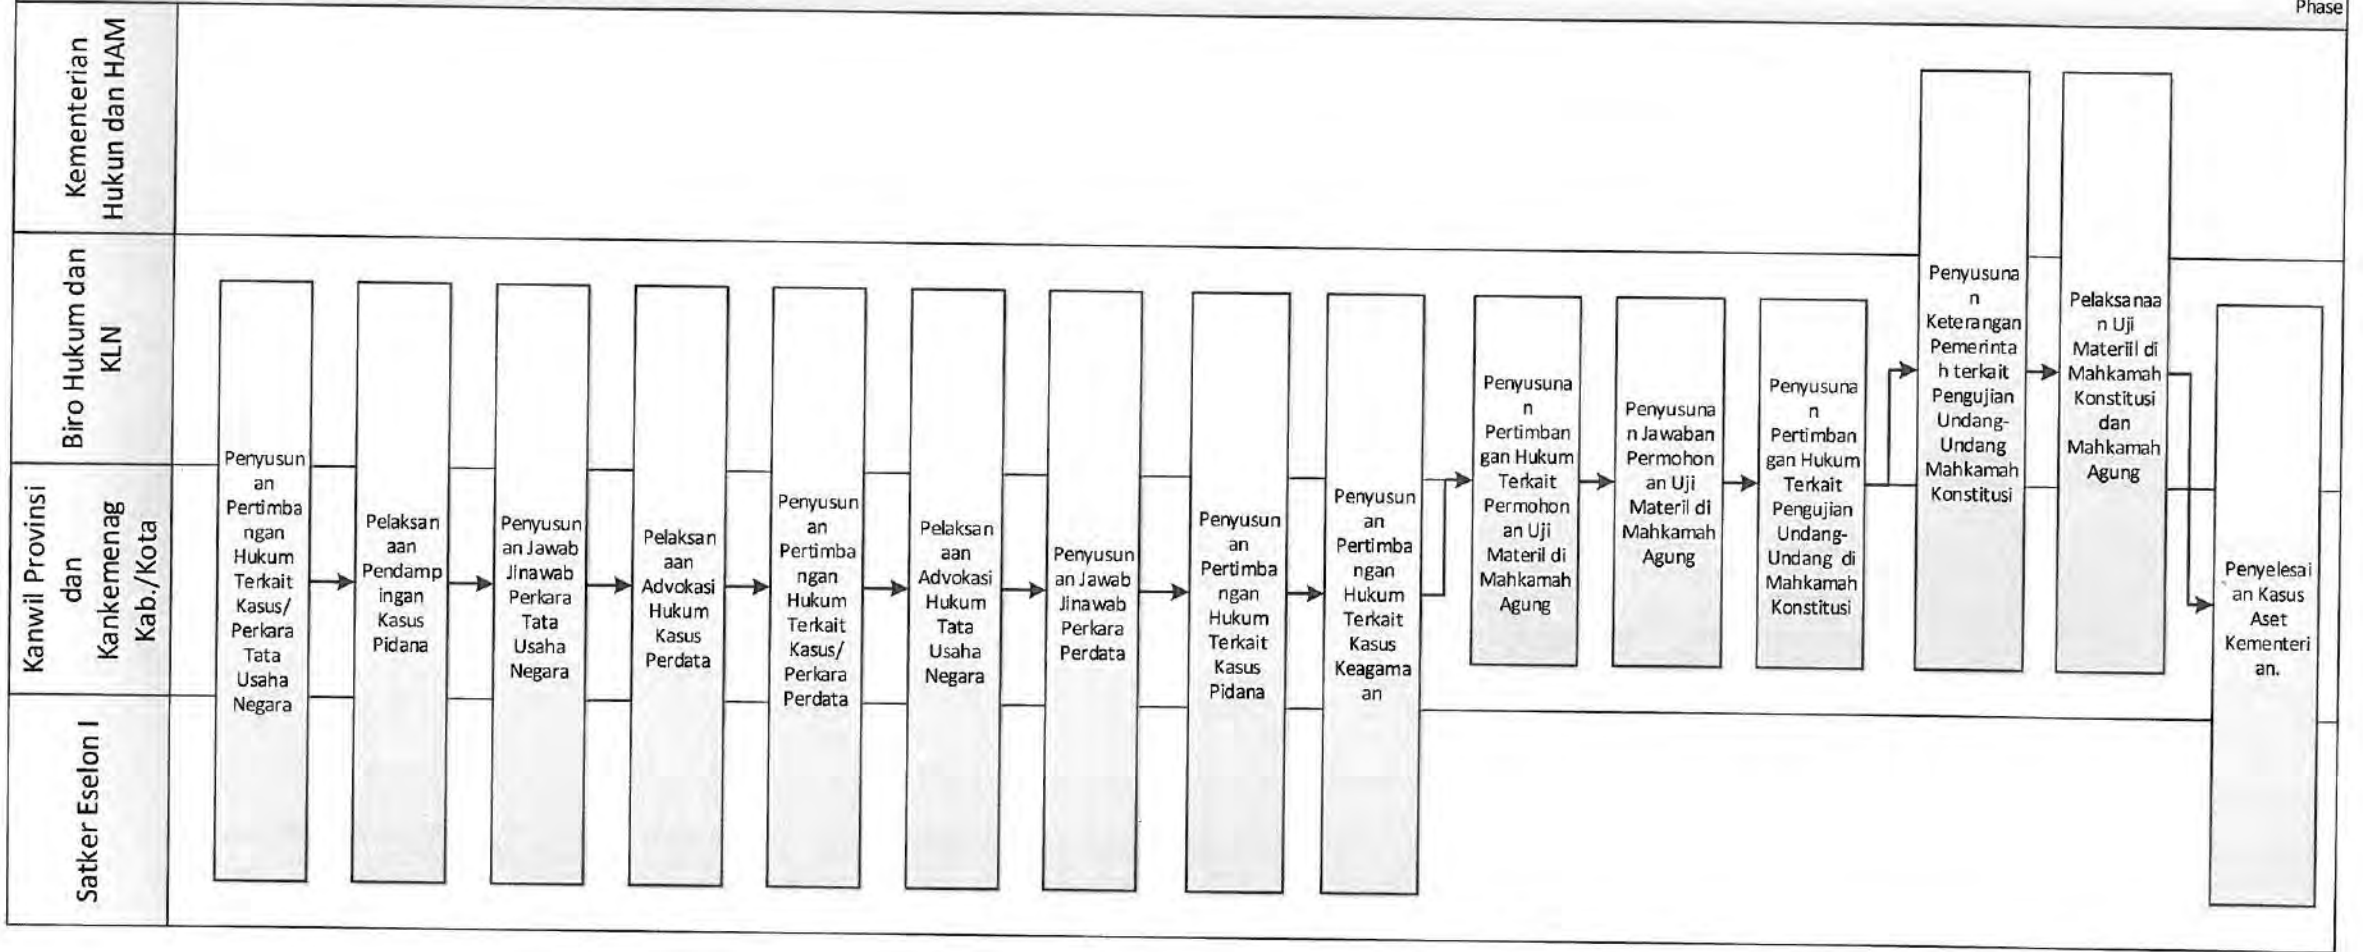 Phase
Kementerian
Hukun dan HAM
Biro Hukum dan
KLN
Kanwil Provinsi
dan
Kankemenag
Kab./Kota
Satker Eselon I
Penyusun
an
Pertimba
ngan
Hukum
Terkait
Kasus/
Perkara
Tata
Usaha
Negara
Pelaksan
aan
Pendamp
ingan
Kasus
Pidana
Penyusun
an Jawab
Jinawab
Perkara
Tata
Usaha
Negara
Pelaksan
aan
Advokasi
Hukum
Kasus
Perdata
Penyusun
an
Pertimba
ngan
Hukum
Terkait
Kasus/
Perkara
Perdata
Pelaksan
aan
Advokasi
Hukum
Tata
Usaha
Negara
Penyusun
an Jawab
Jinawab
Perkara
Perdata
Penyusun
an
Pertimba
ngan
Hukum
Terkait
Kasus
Pidana
Penyusun
an
Pertimba
ngan
Hukum
Terkait
Kasus
Keagama
an
Penyusuna
n
Pertimban
gan Hukum
Terkait
Permohon
an Uji
Materil di
Mahkamah
Agung
Penyusuna
n Jawaban
Permohon
an Uji
Materil di
Mahkamah
Agung
Penyusuna
n
Pertimban
gan Hukum
Terkait
Pengujian
Undang-
Undang di
Mahkamah
Konstitusi
Penyusuna
n
Keterangan
Pemerinta
h terkait
Pengujian
Undang-
Undang
Mahkamah
Konstitusi
Pelaksanaa
n Uji
Materiil di
Mahkamah
Konstitusi
dan
Mahkamah
Agung
Penyelesai
an Kasus
Aset
Kementeri
an.